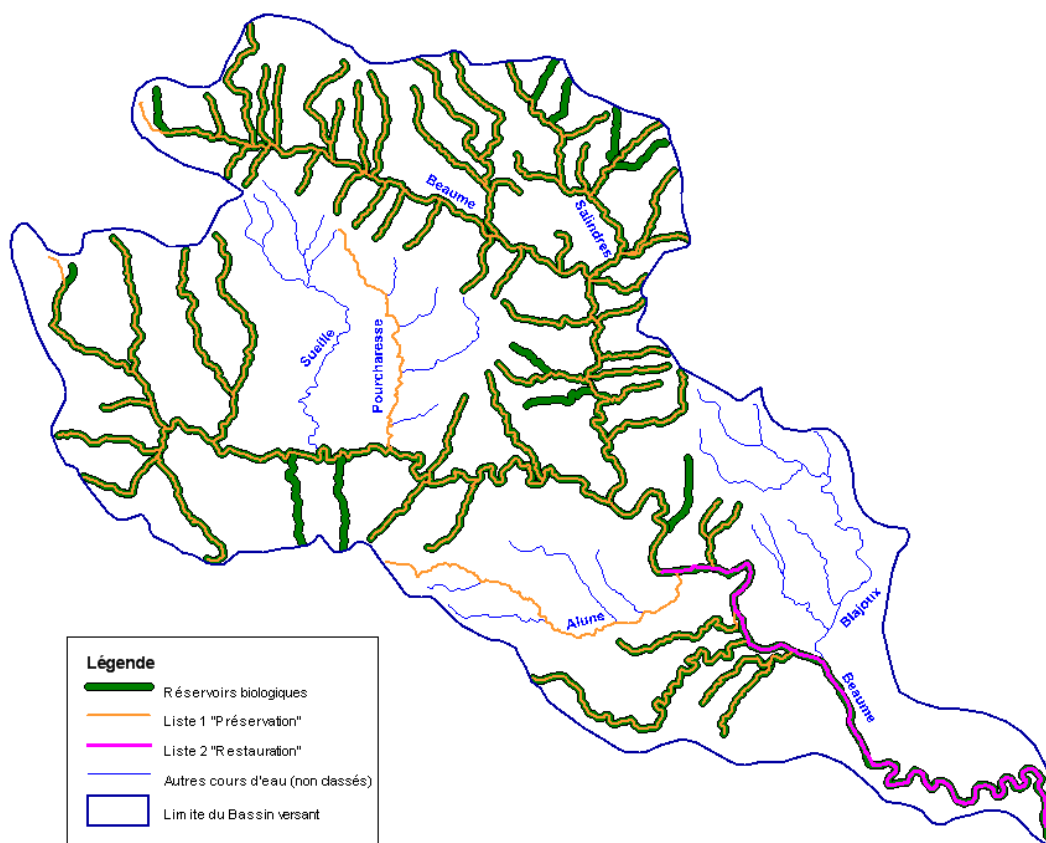 Beaume
Salindres
Sueille
Pourcharesse
Alune
Blajoux
Beaume
Légende
Réservoirs biologiques
Liste 1 "Préservation"
Liste 2 "Restauration"
Autres cours d'eau (non classés)
Limite du Bassin versant